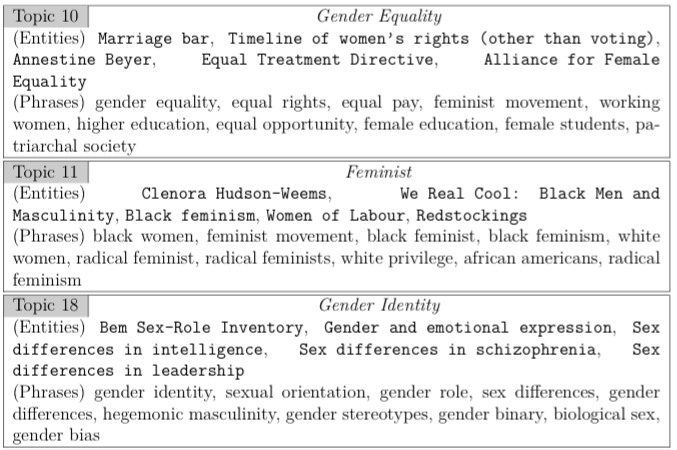 Topic 10 Gender Equality
(Entities) Marriage bar, Timeline of women's rights (other than voting),
Annestine Beyer, Equal Treatment Directive, Alliance for Female
Equality
(Phrases) gender equality, equal rights, equal pay, feminist movement, working
women, higher education, equal opportunity, female education, female students, pa-
triarchal society
Topic 11 Feminist
(Entities) Clenora Hudson-Weems, We Real Cool: Black Men and
Masculinity, Black feminism, Women of Labour, Redstockings
(Phrases) black women, feminist movement, black feminist, black feminism, white
women, radical feminist, radical feminists, white privilege, african americans, radical
feminism
Topic 18 Gender Identity
(Entities) Bem Sex-Role Inventory, Gender and emotional expression, Sex
differences in intelligence, Sex differences in schizophrenia, Sex
differences in leadership
(Phrases) gender identity, sexual orientation, gender role, sex differences, gender
differences, hegemonic masculinity, gender stereotypes, gender binary, biological sex,
gender bias